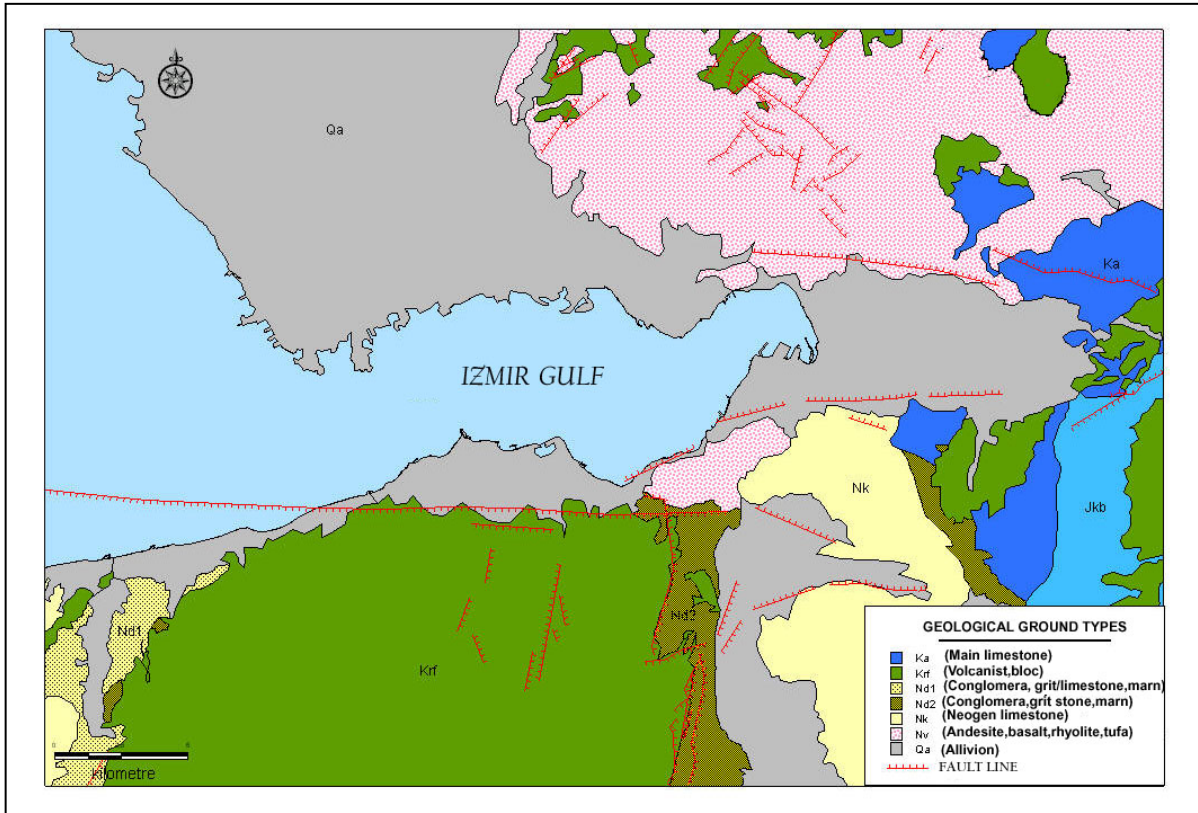 Qa
Ka
IZMIR GULF
Nk
Jkb
Nd1
Nd2
Krf
kilometre
GEOLOGICAL GROUND TYPES
Ka (Main limestone)
Krf (Volcanist,bloc)
Nd1 (Conglomera, grit/limestone,marn)
Nd2 (Conglomera,grit stone,marn)
Nk (Neogen limestone)
Nv (Andesite,basalt,rhyolite,tufa)
Qa (Allivion)
FAULT LINE